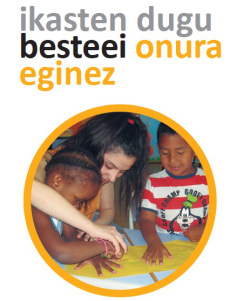 ikasten dugu
besteei onura
eginez